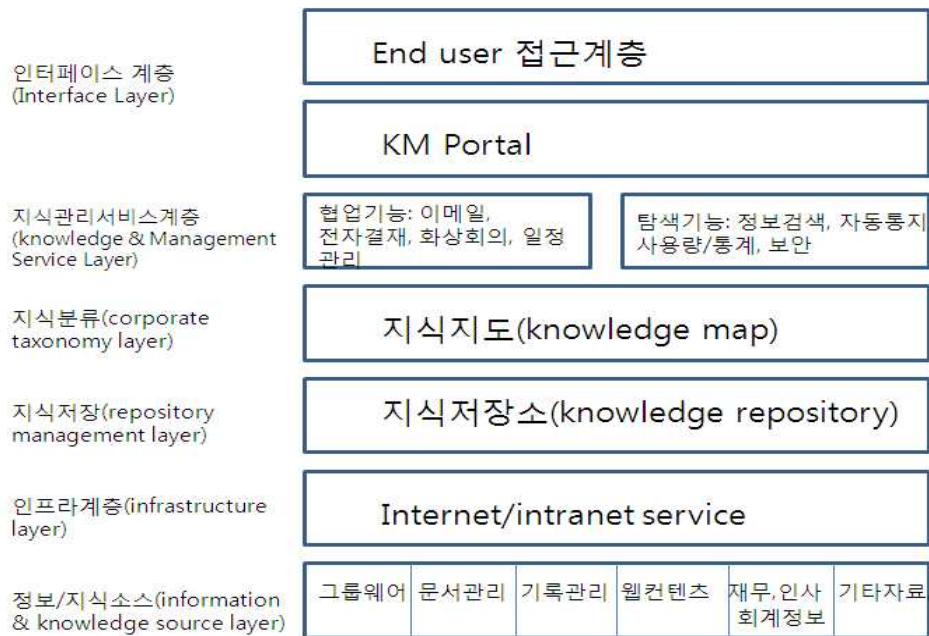 End user 접근계층
인터페이스 계층
(Interface Layer)
KM Portal
지식관리서비스계층
(knowledge & Management
Service Layer)
협업기능: 이메일,
전자결재, 화상회의, 일정
관리
탐색기능: 정보검색, 자동통지
사용량/통계, 보안
지식분류(corporate
taxonomy layer)
지식지도(knowledge map)
지식저장(repository
management layer)
지식저장소(knowledge repository)
인프라계층(infrastructure
layer)
Internet/intranet service
정보/지식소스(information
& knowledge source layer)
그룹웨어
문서관리
기록관리
웹컨텐츠
재무,인사
회계정보
기타자료